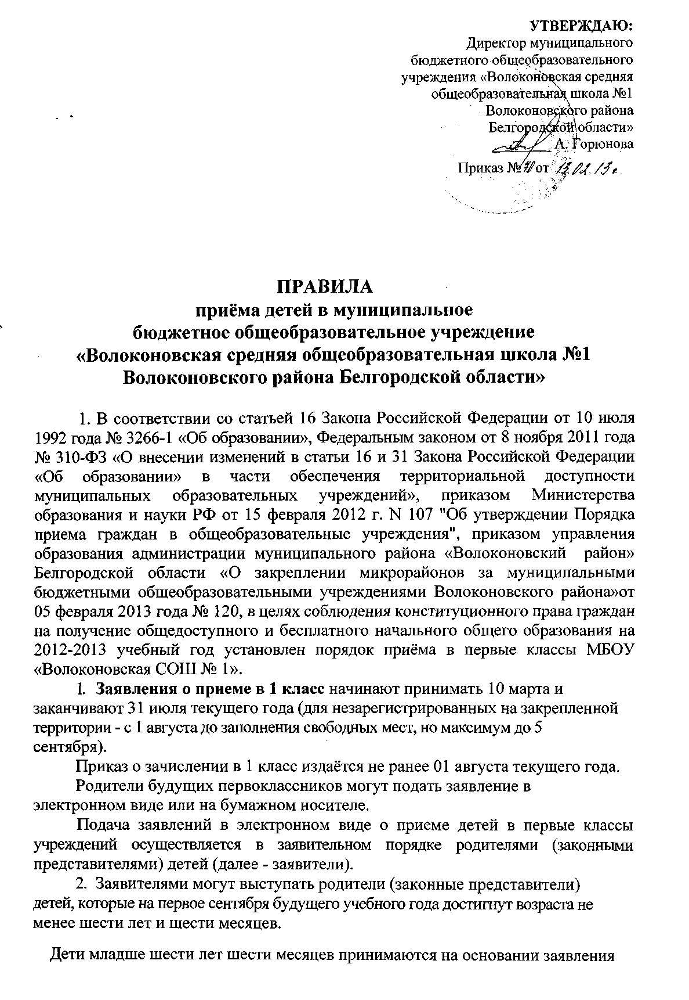 УТВЕРЖДАЮ:
Директор муниципального
бюджетного общеобразовательного
учреждения «Волоконовская средняя
общеобразовательная школа №1
Волоконовского района
Белгородской области»
А. Горюнова
Приказ № от 13.02.13г.
ПРАВИЛА
приёма детей в муниципальное
бюджетное общеобразовательное учреждение
«Волоконовская средняя общеобразовательная школа №1
Волоконовского района Белгородской области»
1. В соответствии со статьей 16 Закона Российской Федерации от 10 июля
1992 года № 3266-1 «Об образовании», Федеральным законом от 8 ноября 2011 года
№ 310-ФЗ «О внесении изменений в статьи 16 и 31 Закона Российской Федерации
«Об образовании» в части обеспечения территориальной доступности
муниципальных образовательных учреждений», приказом Министерства
образования и науки РФ от 15 февраля 2012 г. N 107 "Об утверждении Порядка
приема граждан в общеобразовательные учреждения", приказом управления
образования администрации муниципального района «Волоконовский район»
Белгородской области «О закреплении микрорайонов за муниципальными
бюджетными общеобразовательными учреждениями Волоконовского района»от
05 февраля 2013 года № 120, в целях соблюдения конституционного права граждан
на получение общедоступного и бесплатного начального общего образования на
2012-2013 учебный год установлен порядок приёма в первые классы МБОУ
«Волоконовская СОШ № 1».
1. Заявления о приеме в 1 класс начинают принимать 10 марта и
заканчивают 31 июля текущего года (для незарегистрированных на закрепленной
территории - с 1 августа до заполнения свободных мест, но максимум до 5
сентября).
Приказ о зачислении в 1 класс издаётся не ранее 01 августа текущего года.
Родители будущих первоклассников могут подать заявление в
электронном виде или на бумажном носителе.
Подача заявлений в электронном виде о приеме детей в первые классы
учреждений осуществляется в заявительном порядке родителями (законными
представителями) детей (далее - заявители).
2. Заявителями могут выступать родители (законные представители)
детей, которые на первое сентября будущего учебного года достигнут возраста не
менее шести лет и шести месяцев.
Дети младше шести лет шести месяцев принимаются на основании заявления